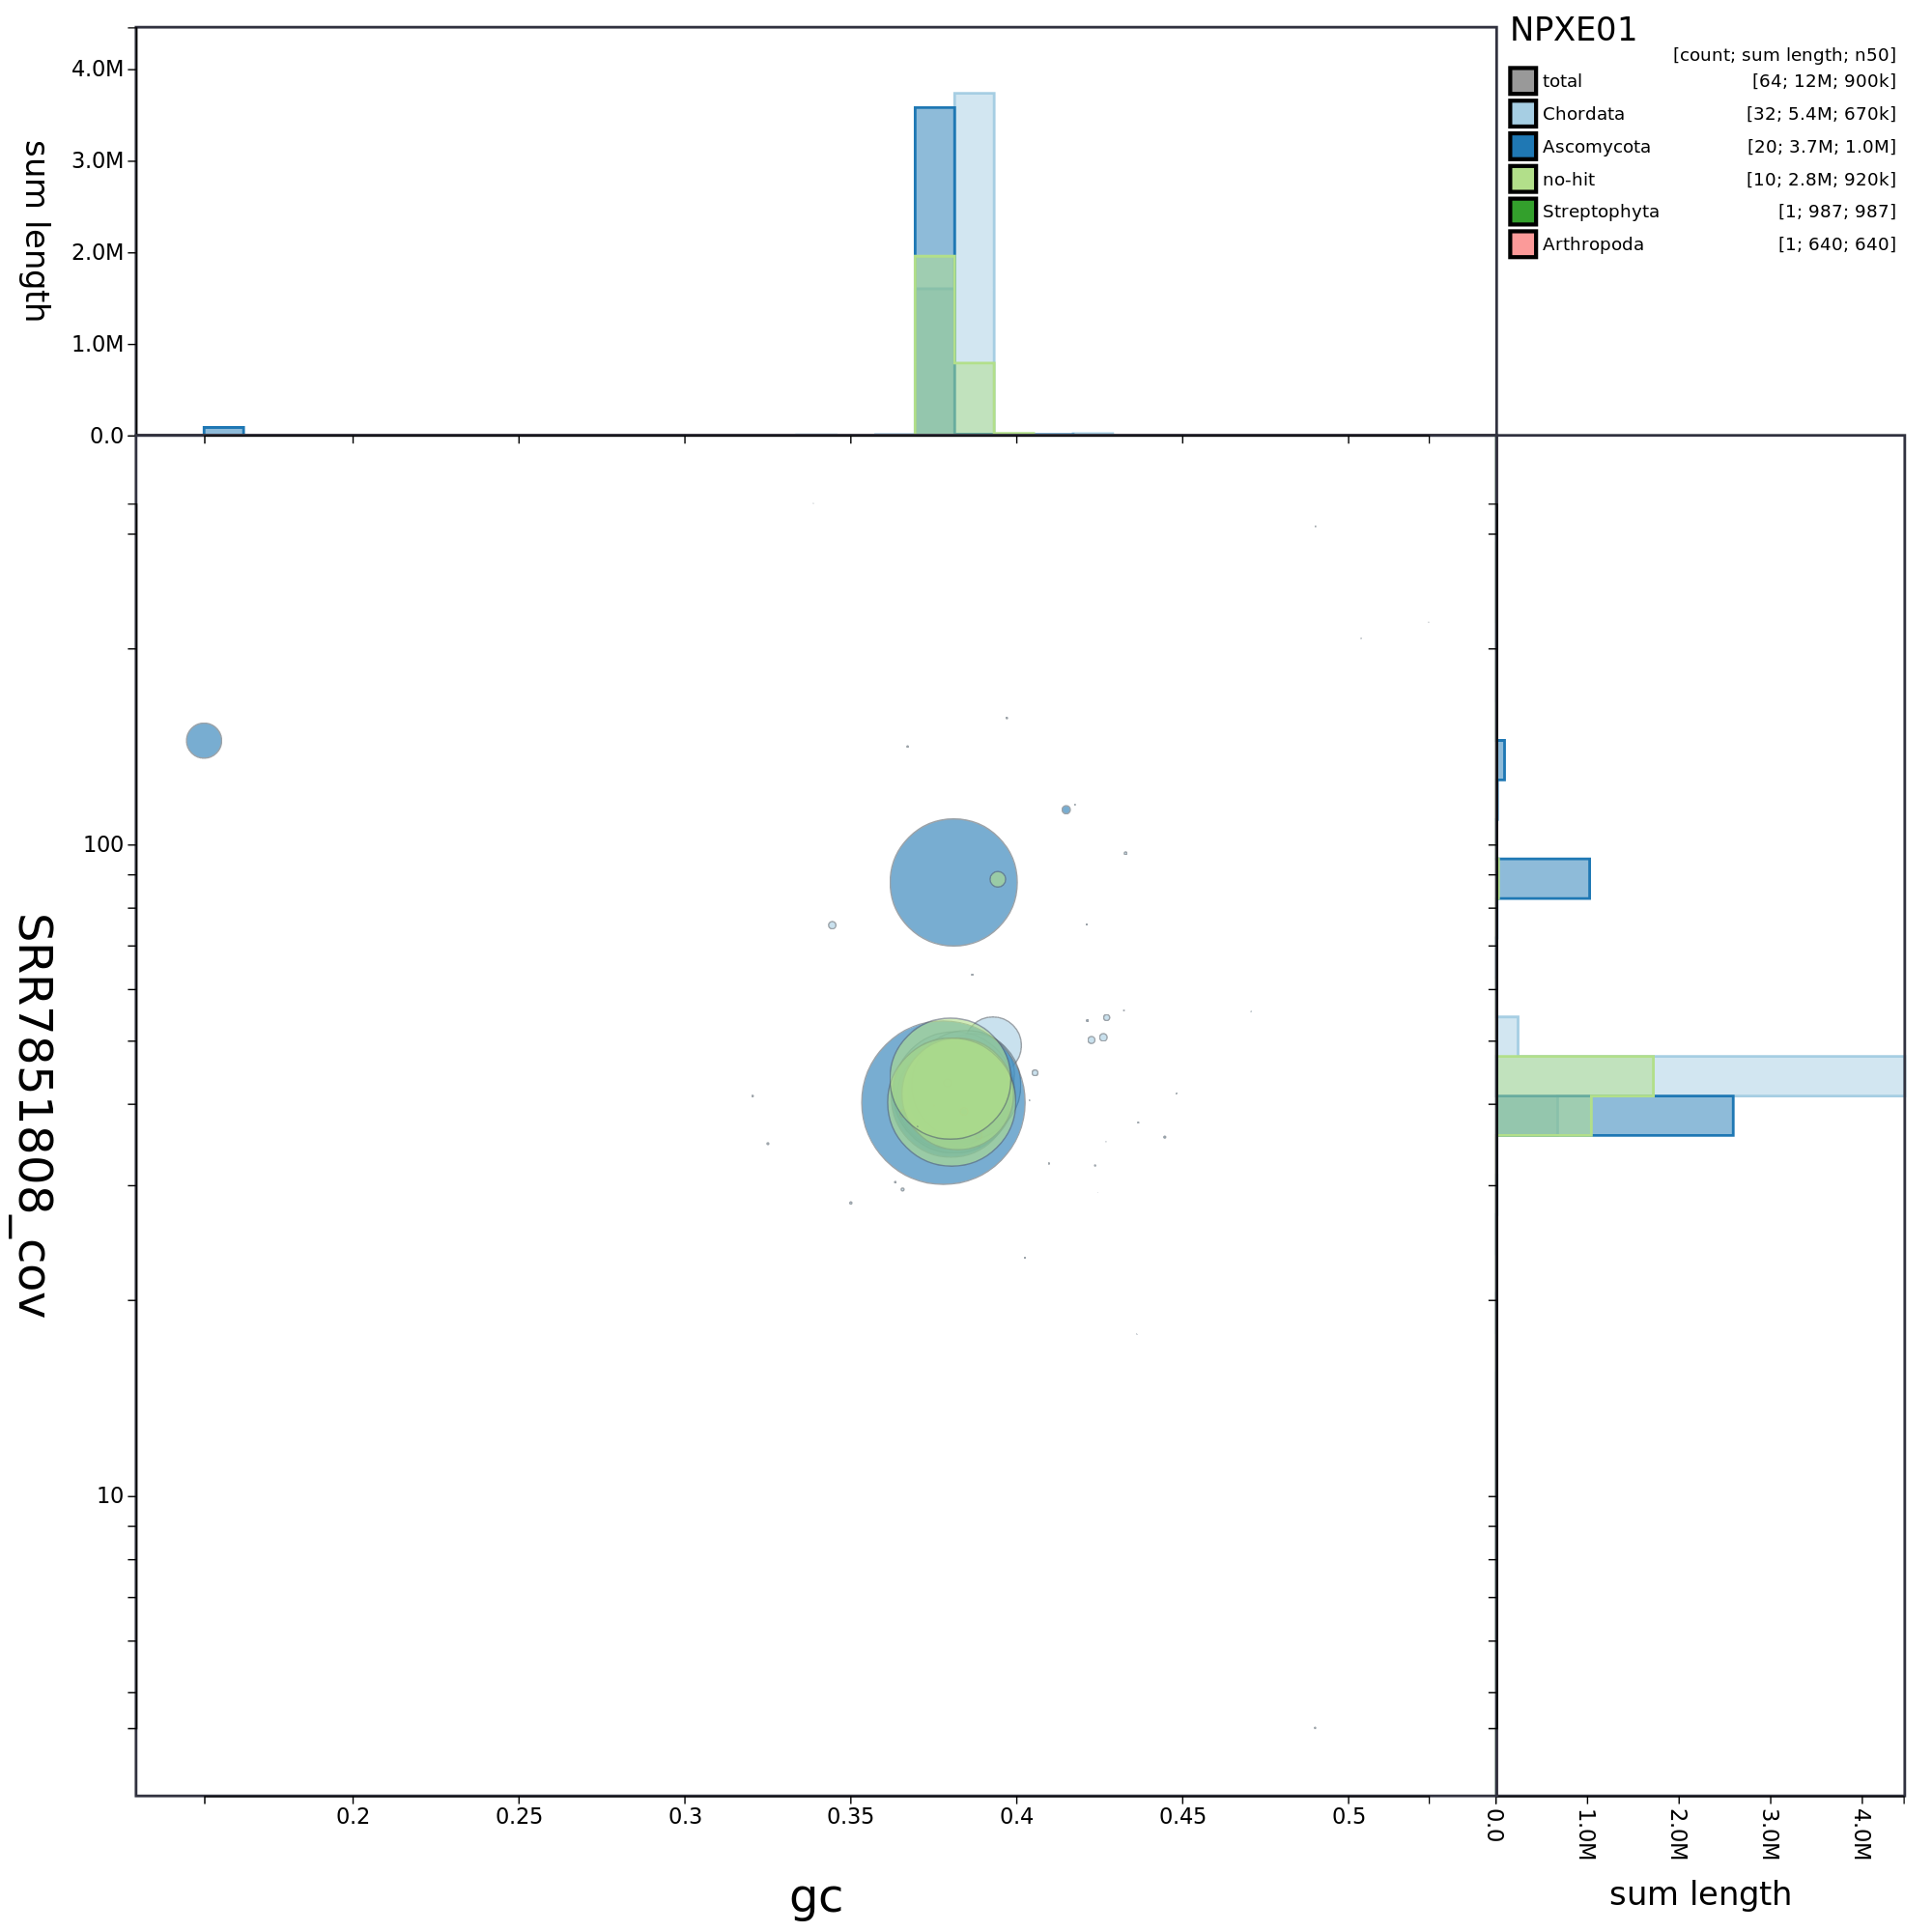 NPXE01
[count; sum length; n50]
total [64; 12M; 900k]
Chordata [32; 5.4M; 670k]
Ascomycota [20; 3.7M; 1.0M]
no-hit [10; 2.8M; 920k]
Streptophyta [1; 987; 987]
Arthropoda [1; 640; 640]
sum length
4.0M
3.0M
2.0M
1.0M
0.0
SRR7851808_cov
100
10
0.2 0.25 0.3 0.35 0.4 0.45 0.5
gc
0.0 1.0M 2.0M 3.0M 4.0M
sum length